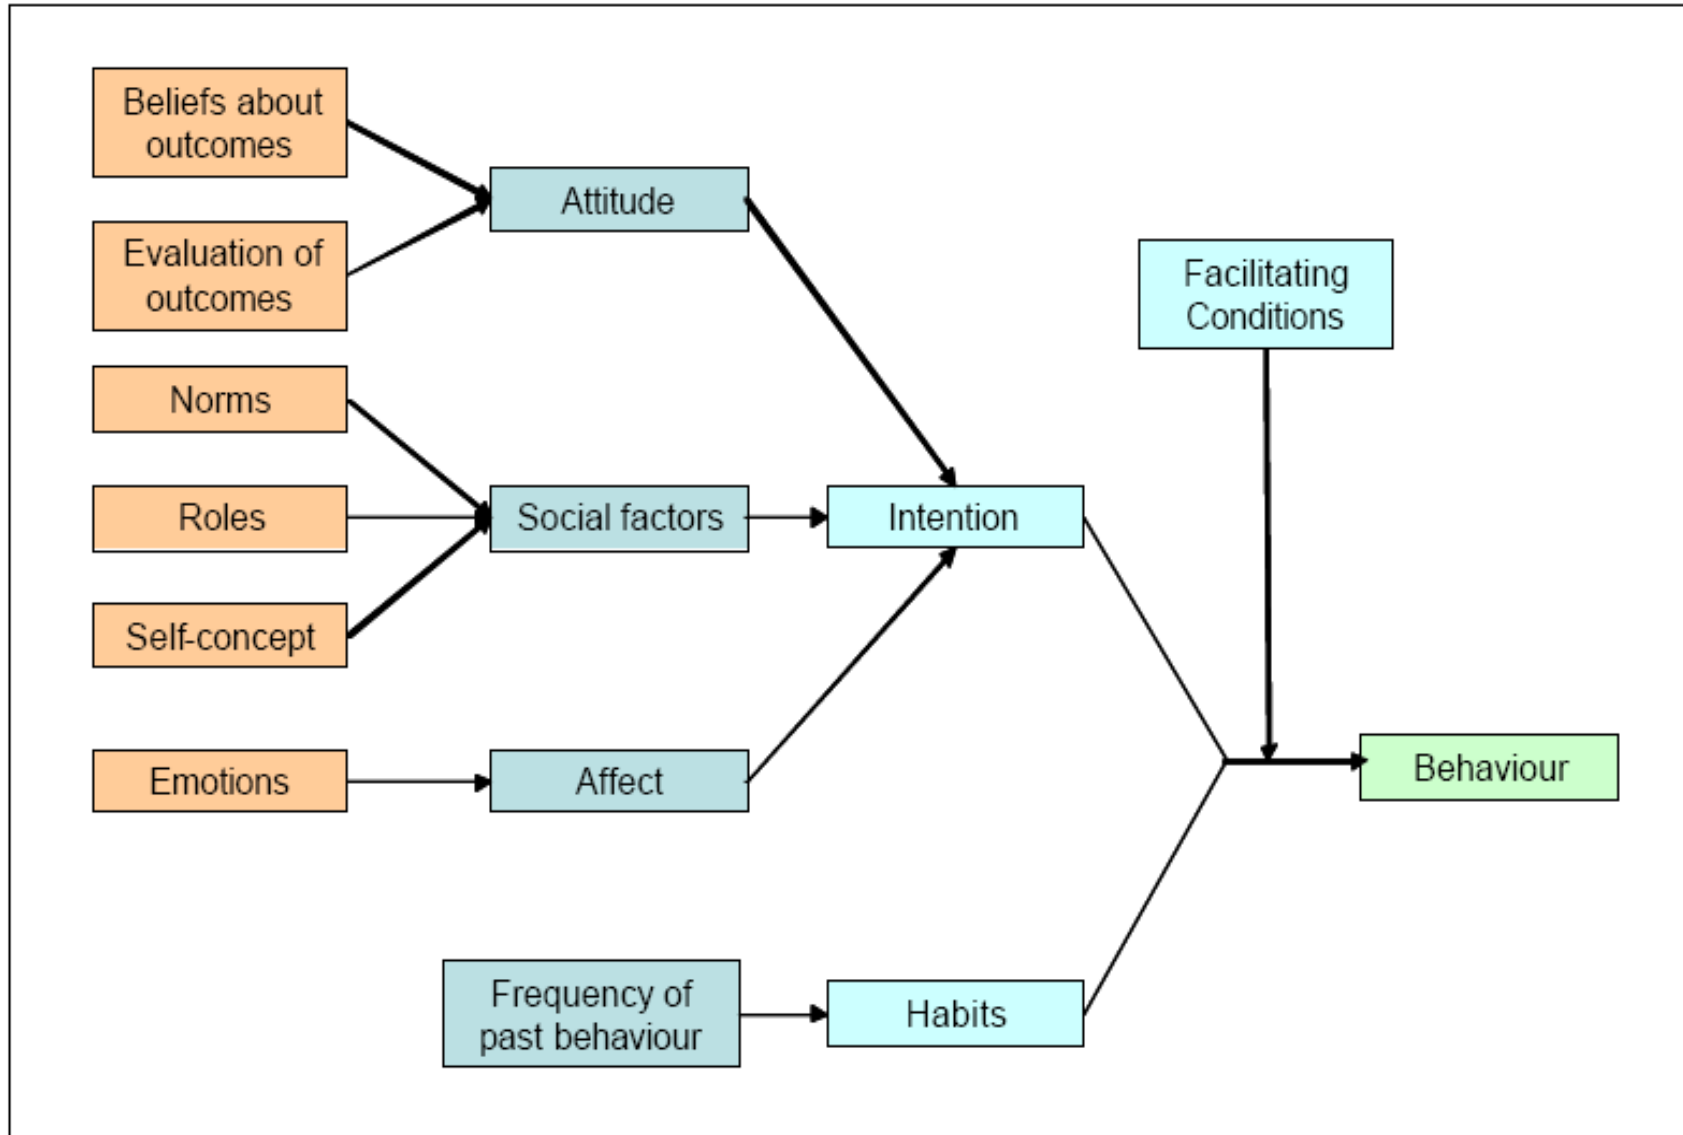 Beliefs about
outcomes
Evaluation of
outcomes
Norms
Roles
Self-concept
Emotions
Attitude
Social factors
Affect
Frequency of
past behaviour
Intention
Habits
Facilitating
Conditions
Behaviour